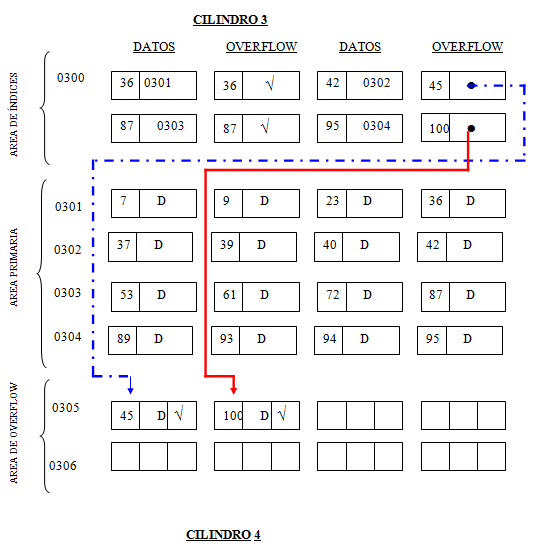 CILINDRO 3
DATOS OVERFLOW DATOS OVERFLOW
AREA DE ÍNDICES
0300 36 0301 36 √ 42 0302 45
87 0303 87 √ 95 0304 100
AREA PRIMARIA
0301 7 D 9 D 23 D 36 D
0302 37 D 39 D 40 D 42 D
0303 53 D 61 D 72 D 87 D
0304 89 D 93 D 94 D 95 D
AREA DE OVERFLOW
0305 45 D √ 100 D √
0306
CILINDRO 4